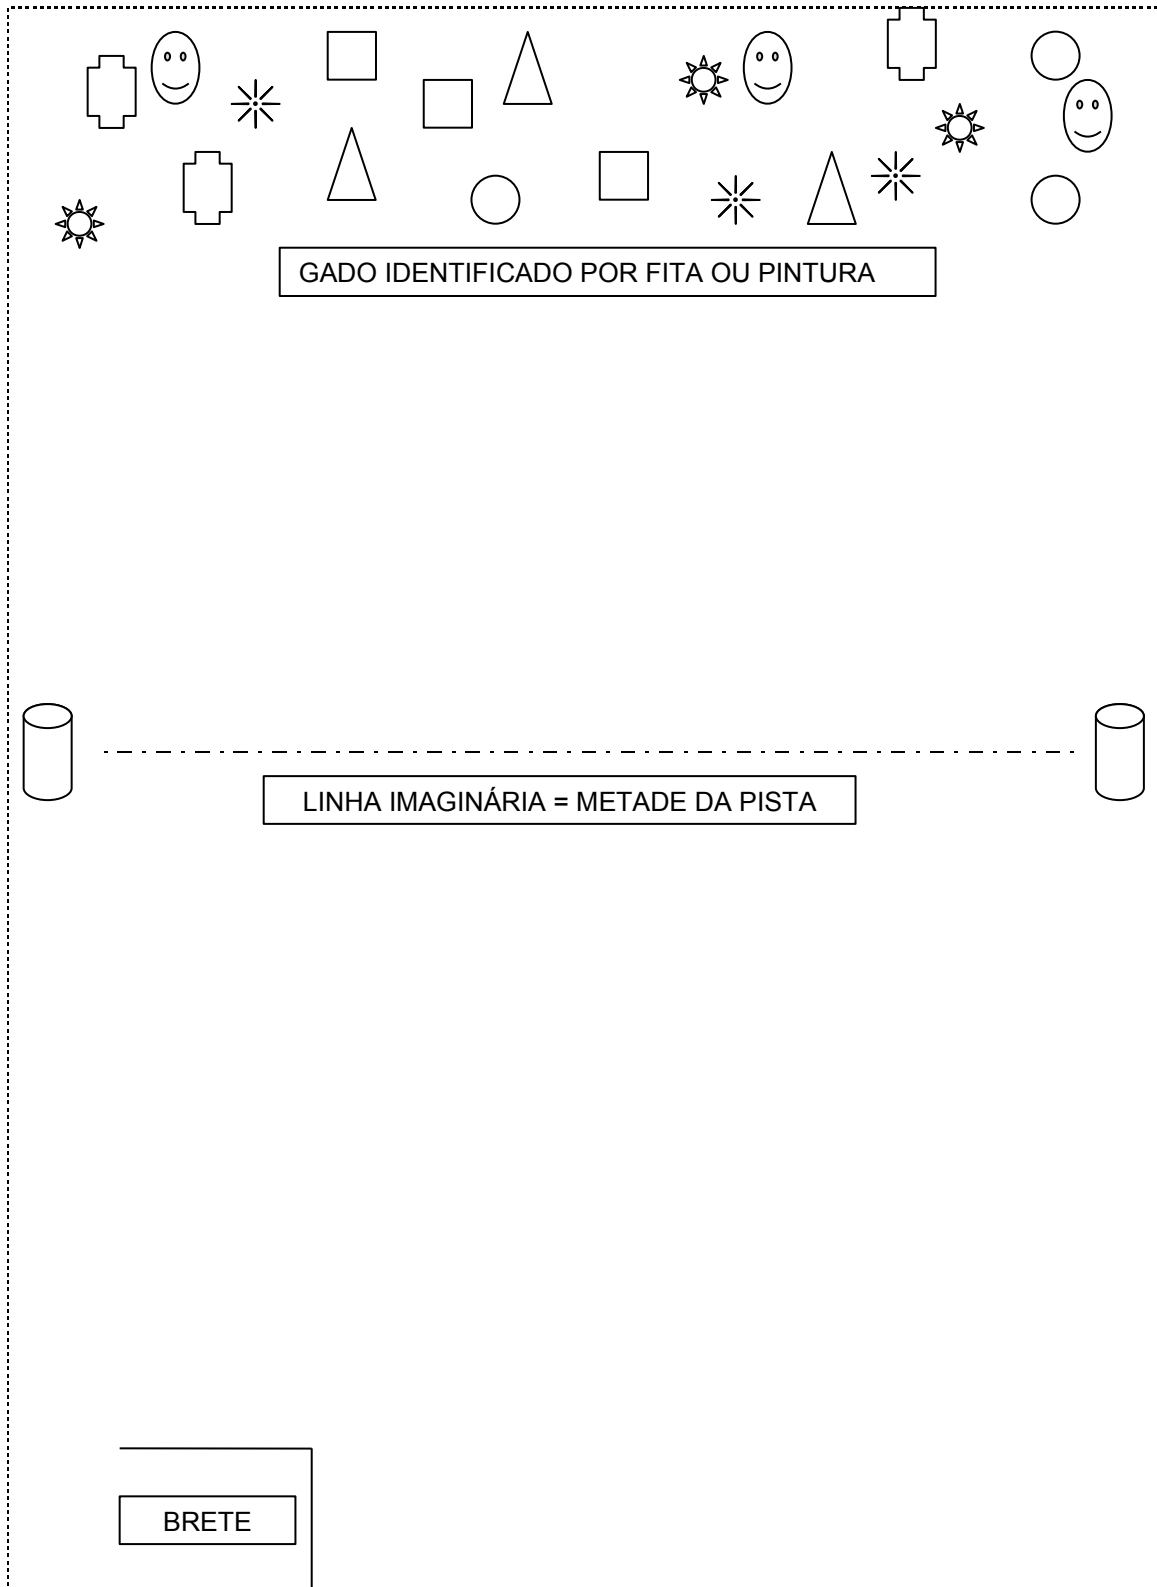 GADO IDENTIFICADO POR FITA OU PINTURA
LINHA IMAGINÁRIA = METADE DA PISTA
BRETE